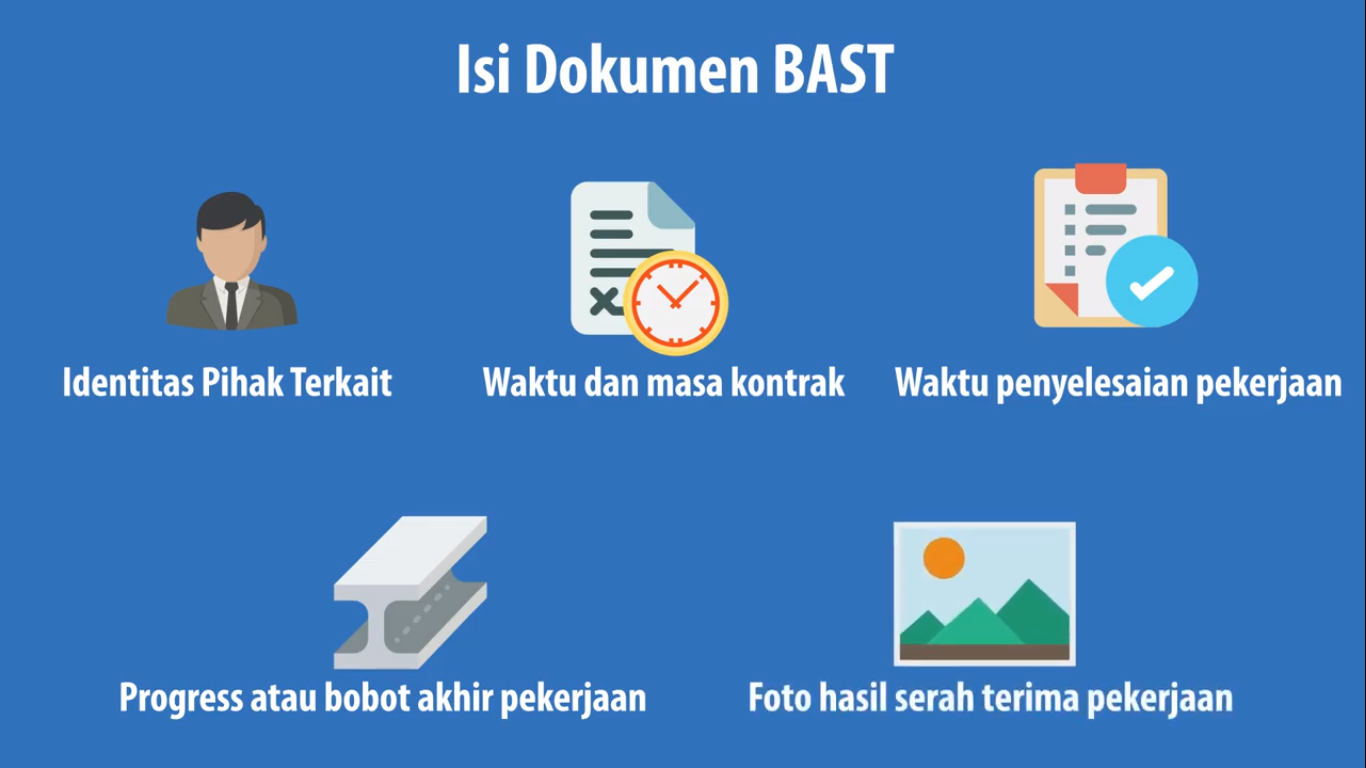 Isi Dokumen BAST
Identitas Pihak Terkait
Waktu dan masa kontrak
Waktu penyelesaian pekerjaan
Progress atau bobot akhir pekerjaan
Foto hasil serah terima pekerjaan